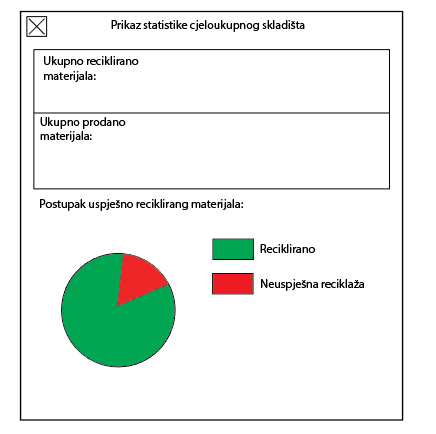 Prikaz statistike cjeloukupnog skladišta
Ukupno reciklirano
materijala:
Ukupno prodano
materijala:
Postupak uspješno reciklirang materijala:
Reciklirano
Neuspješna reciklaža